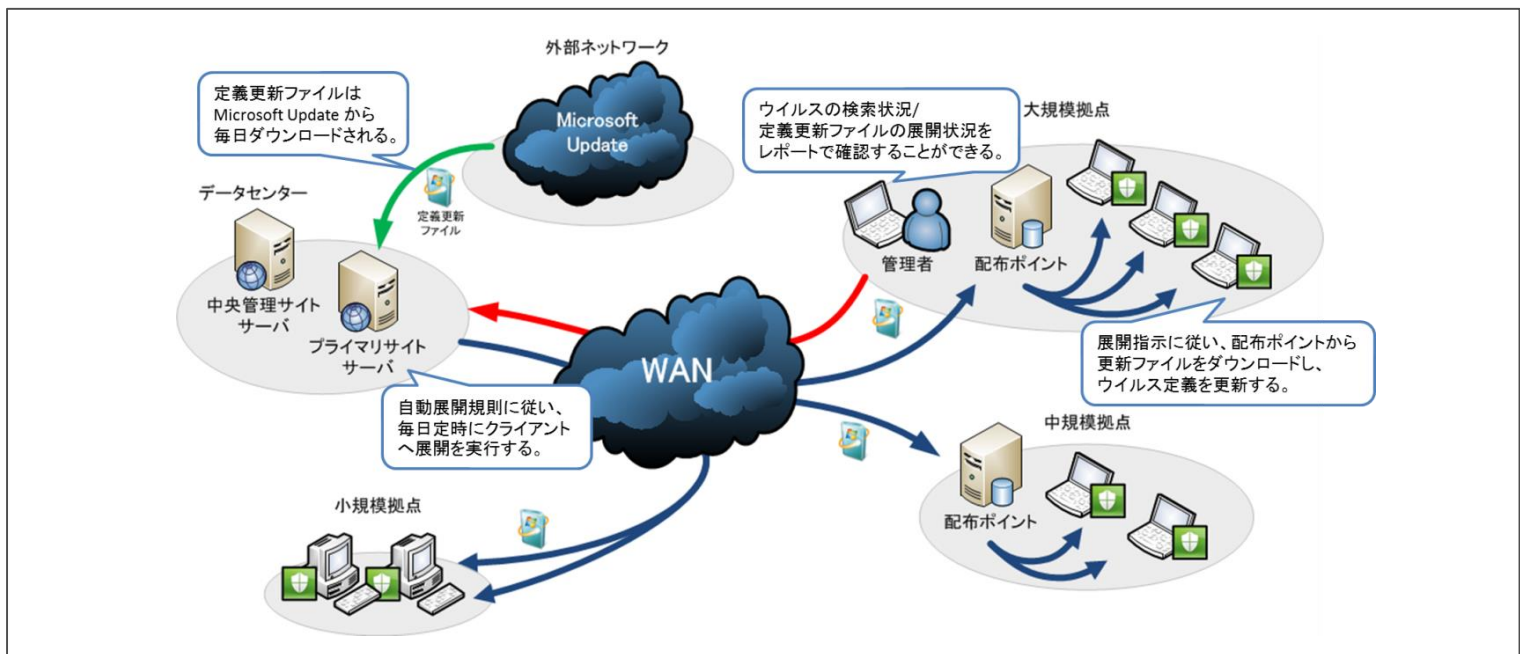 外部ネットワーク
定義更新ファイルは
Microsoft Update から
毎日ダウンロードされる。
Microsoft
Update
ウイルスの検索状況/
定義更新ファイルの展開状況を
レポートで確認することができる。
大規模拠点
データセンター
定義更新
ファイル
中央管理サイト
サーバ
プライマリサイト
サーバ
管理者
配布ポイント
WAN
展開指示に従い、配布ポイントから
更新ファイルをダウンロードし、
ウイルス定義を更新する。
自動展開規則に従い、
毎日定時にクライアント
へ展開を実行する。
中規模拠点
配布ポイント
小規模拠点